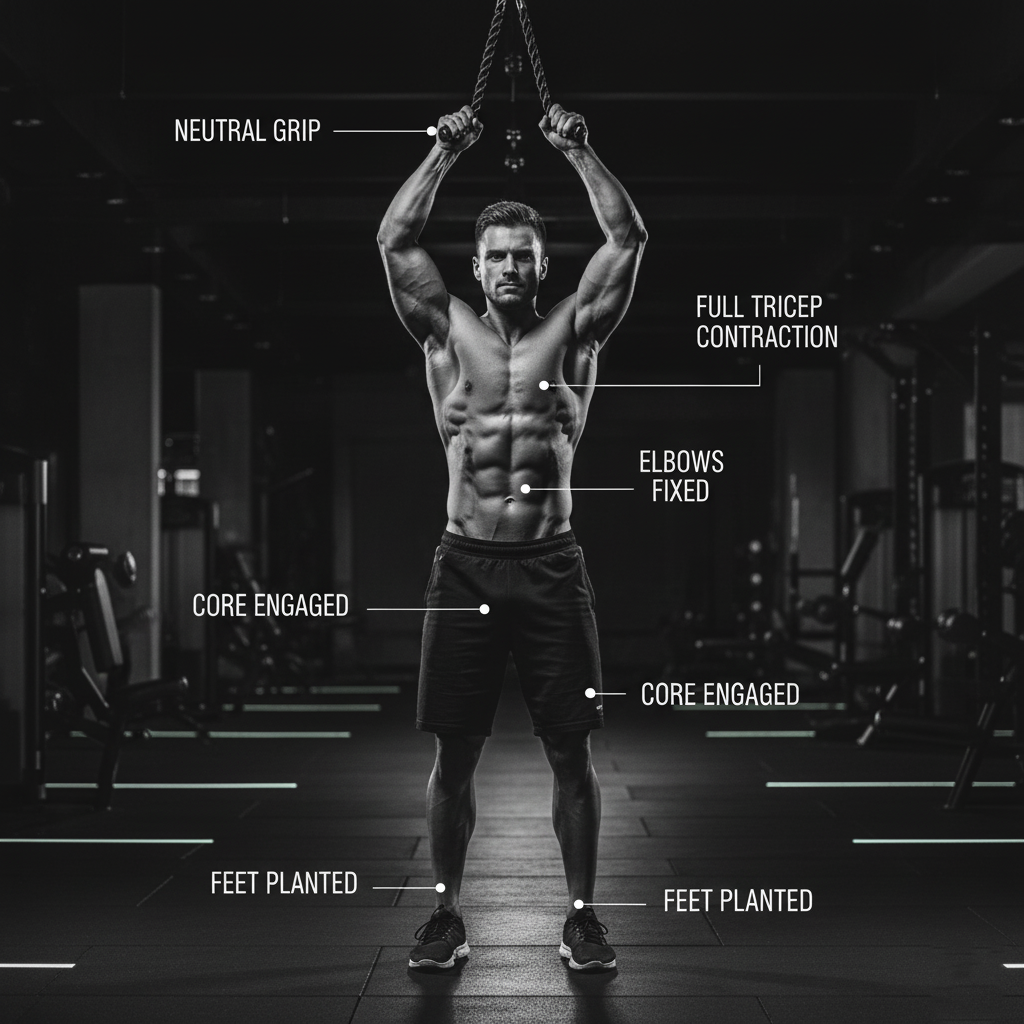 NEUTRAL GRIP
FULL TRICEP
CONTRACTION
ELBOWS
FIXED
CORE ENGAGED
CORE ENGAGED
FEET PLANTED
FEET PLANTED